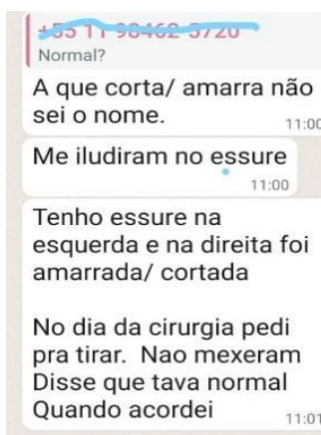 Normal?
A que corta/ amarra não
sei o nome.
11:00
Me iludiram no essure
11:00
Tenho essure na
esquerda e na direita foi
amarrada/ cortada
No dia da cirurgia pedi
pra tirar. Nao mexeram
Disse que tava normal
Quando acordei
11:01